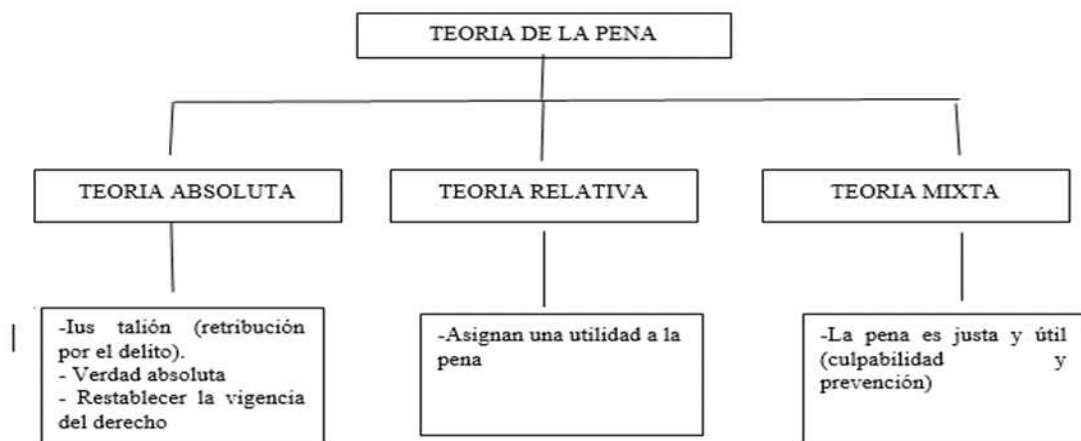 TEORIA DE LA PENA
TEORIA ABSOLUTA
TEORIA RELATIVA
TEORIA MIXTA
-Ius talión (retribución
por el delito).
- Verdad absoluta
- Restablecer la vigencia
del derecho
-Asignan una utilidad a la
pena
-La pena es justa y útil
(culpabilidad y
prevención)